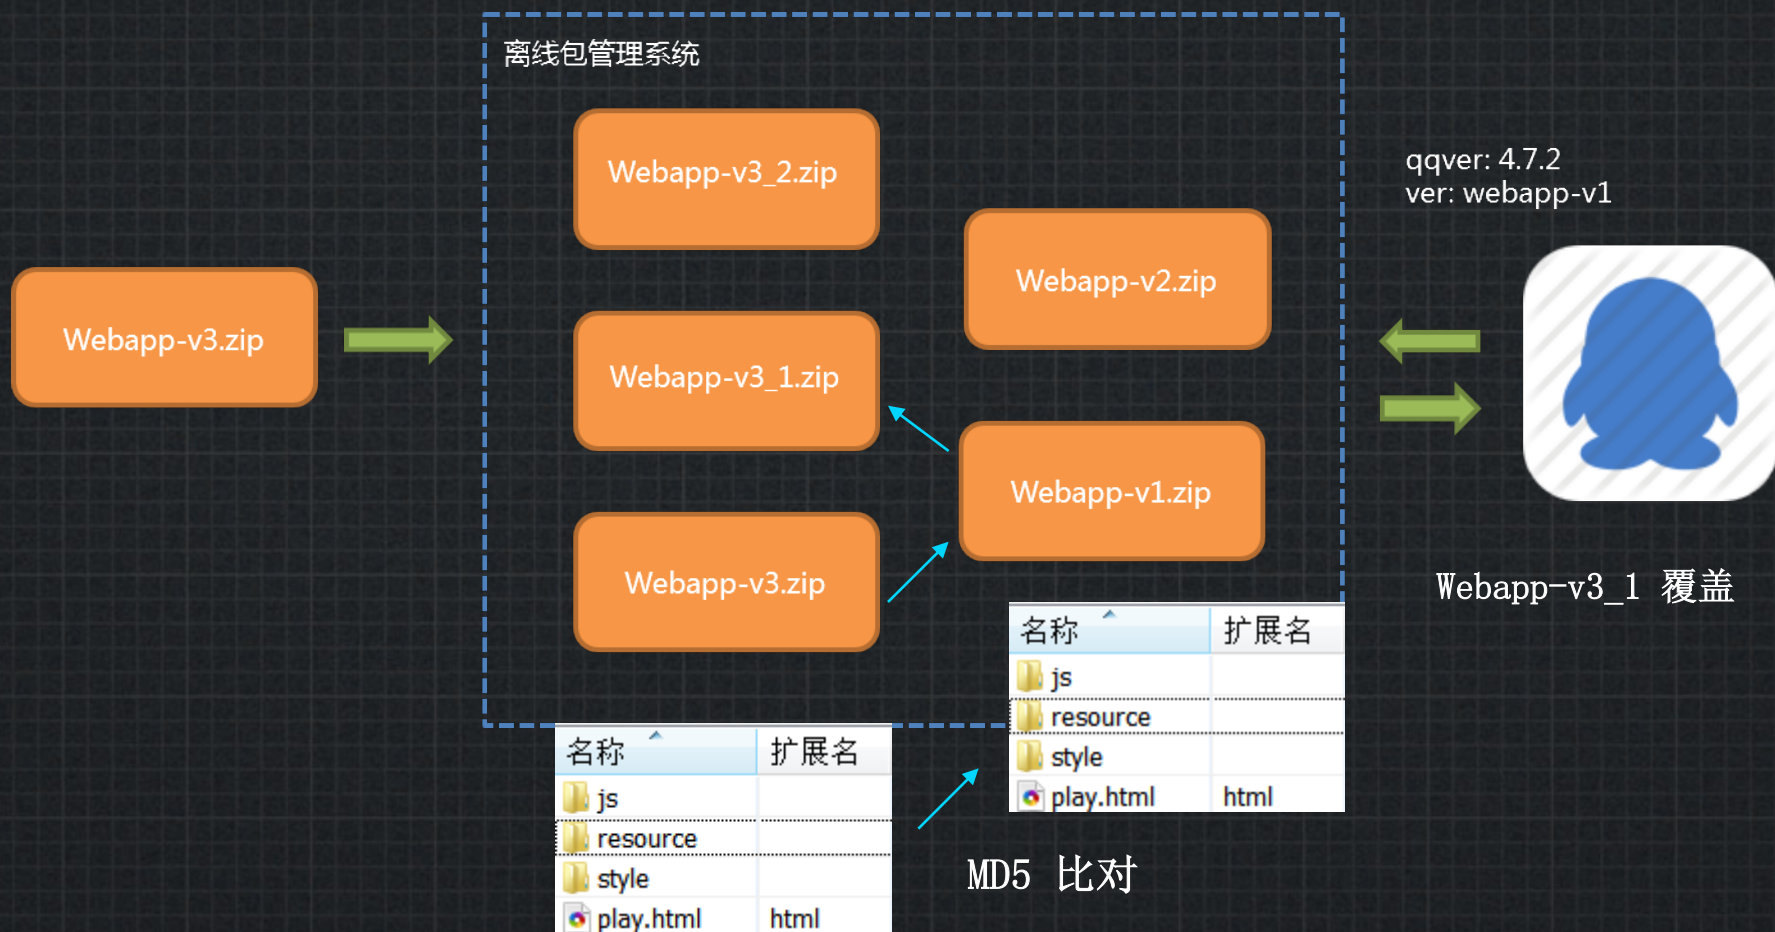 离线包管理系统
Webapp-v3_2.zip
qqver: 4.7.2
ver: webapp-v1
Webapp-v2.zip
Webapp-v3.zip
Webapp-v3_1.zip
Webapp-v1.zip
Webapp-v3.zip
Webapp-v3_1 覆盖
名称 扩展名
js
resource
style
play.html html
名称 扩展名
js
resource
style
play.html html
MD5 比对